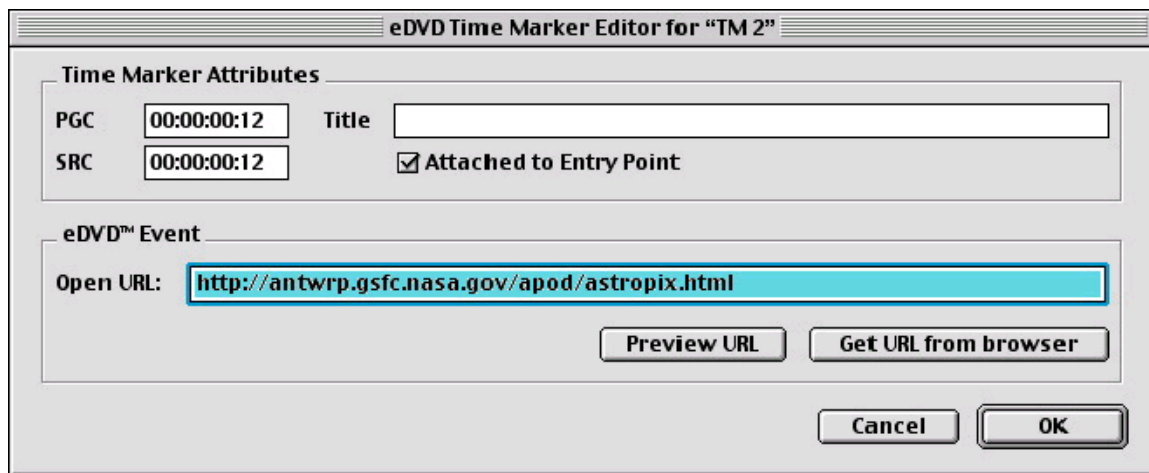 eDVD Time Marker Editor for “TM 2”
Time Marker Attributes
PGC 00:00:00:12 Title
SRC 00:00:00:12 Attached to Entry Point
eDVD™ Event
Open URL: http://antwrp.gsfc.nasa.gov/apod/astropix.html
Preview URL Get URL from browser
Cancel OK